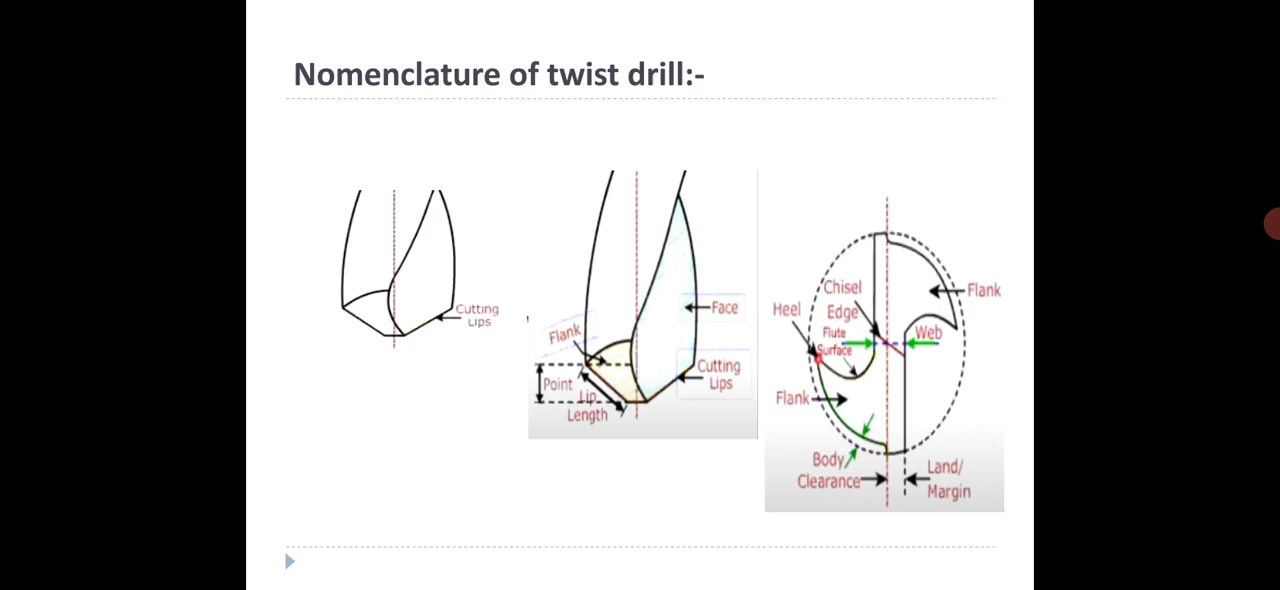 Nomenclature of twist drill:-
Cutting
Lips
Flank
Face
Point
Lip
Length
Cutting
Lips
Chisel
Edge
Heel
Flute
Surface
Web
Flank
Flank
Body
Clearance
Land/
Margin